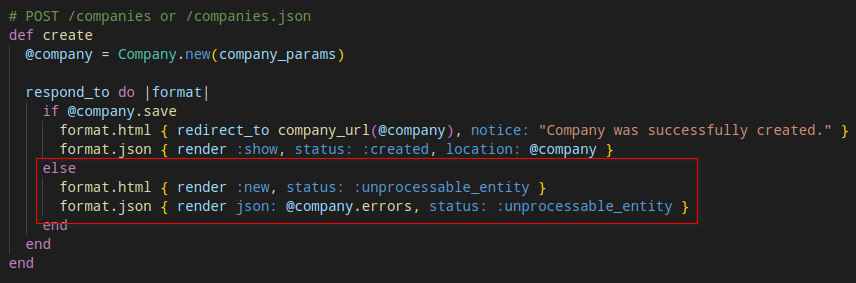 # POST /companies or /companies.json
def create
  @company = Company.new(company_params)

  respond_to do |format|
    if @company.save
      format.html { redirect_to company_url(@company), notice: "Company was successfully created." }
      format.json { render :show, status: :created, location: @company }
    else
      format.html { render :new, status: :unprocessable_entity }
      format.json { render json: @company.errors, status: :unprocessable_entity }
    end
  end
end